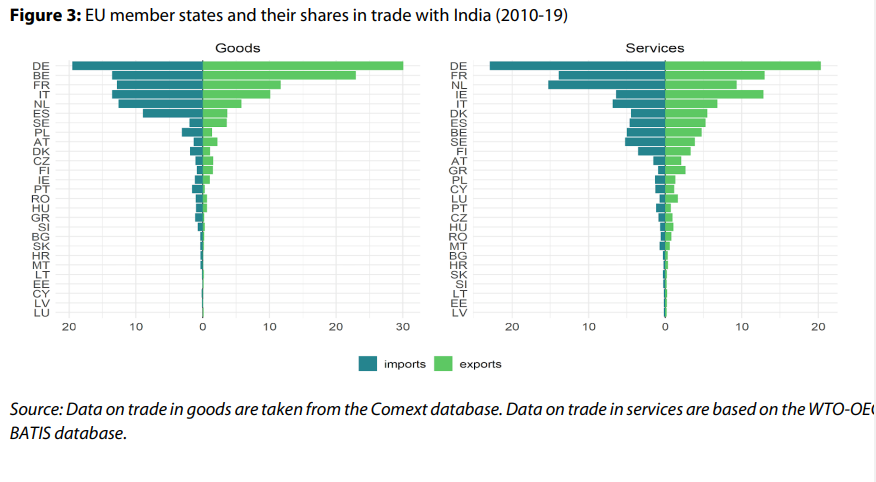 Figure 3: EU member states and their shares in trade with India (2010-19)
Goods
DE
BE
FR
IT
NL
ES
SE
PL
AT
DK
CZ
FI
IE
PT
RO
HU
GR
SI
BG
SK
HR
MT
LT
EE
CY
LV
LU
20 10 0 10 20 30
Services
DE
FR
NL
IE
IT
DK
ES
BE
SE
FI
AT
GR
PL
CY
LU
PT
CZ
HU
RO
MT
BG
HR
SK
SI
LT
EE
LV
20 10 0 10 20
imports exports
Source: Data on trade in goods are taken from the Comext database. Data on trade in services are based on the WTO-OE
BATIS database.